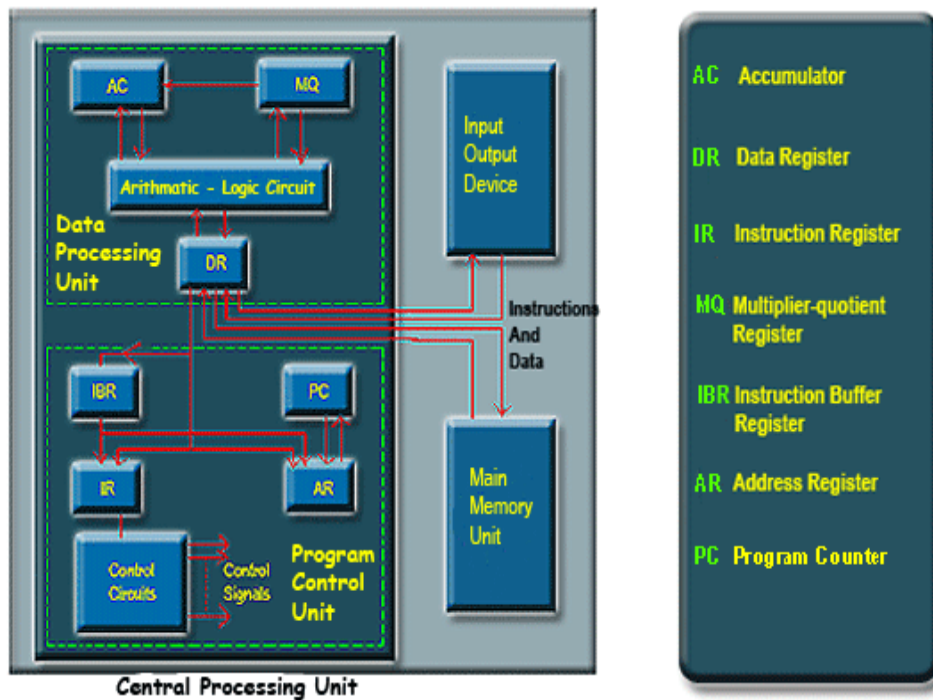 AC
MQ
Arithmatic - Logic Circuit
Data
Processing
Unit
DR
Input
Output
Device
Instructions
And
Data
IBR
PC
IR
AR
Main
Memory
Unit
Control
Circuits
Control
Signals
Program
Control
Unit
Central Processing Unit
AC Accumulator
DR Data Register
IR Instruction Register
MQ Multiplier-quotient
Register
IBR Instruction Buffer
Register
AR Address Register
PC Program Counter